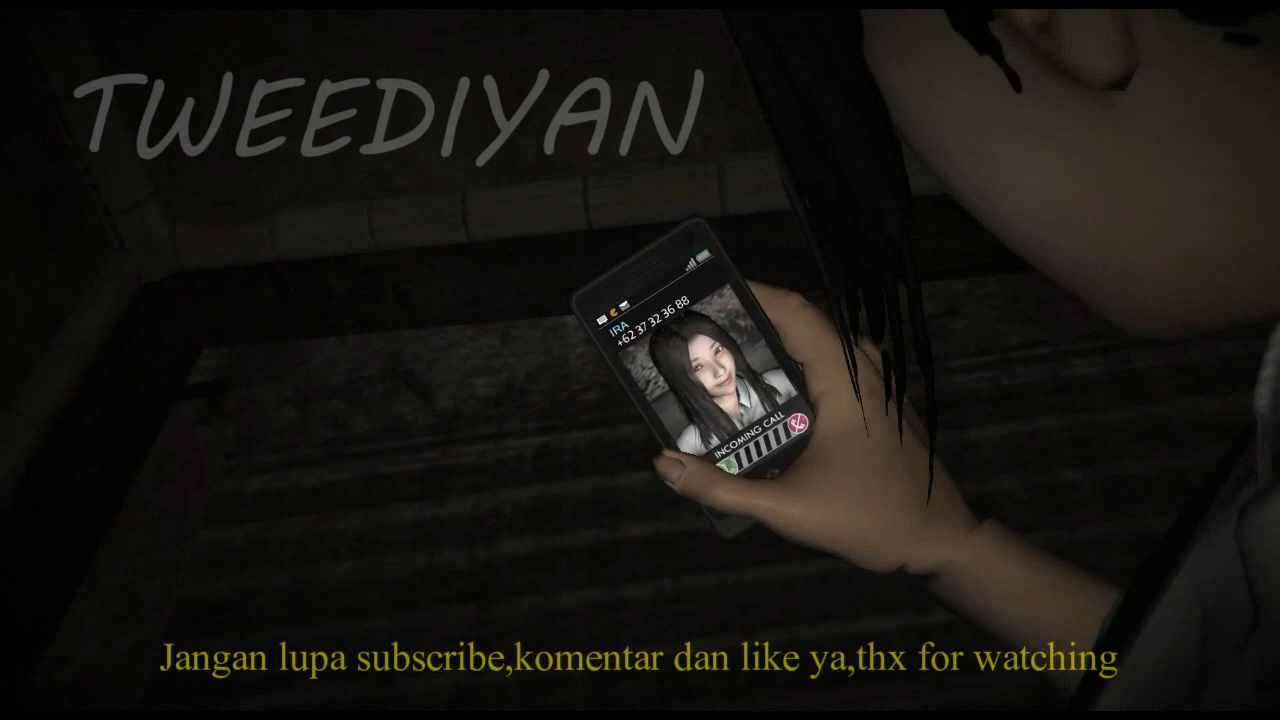 TWEEDIYAN
IRA
+62 37 32 36 88
INCOMING CALL
Jangan lupa subscribe,komentar dan like ya,thx for watching